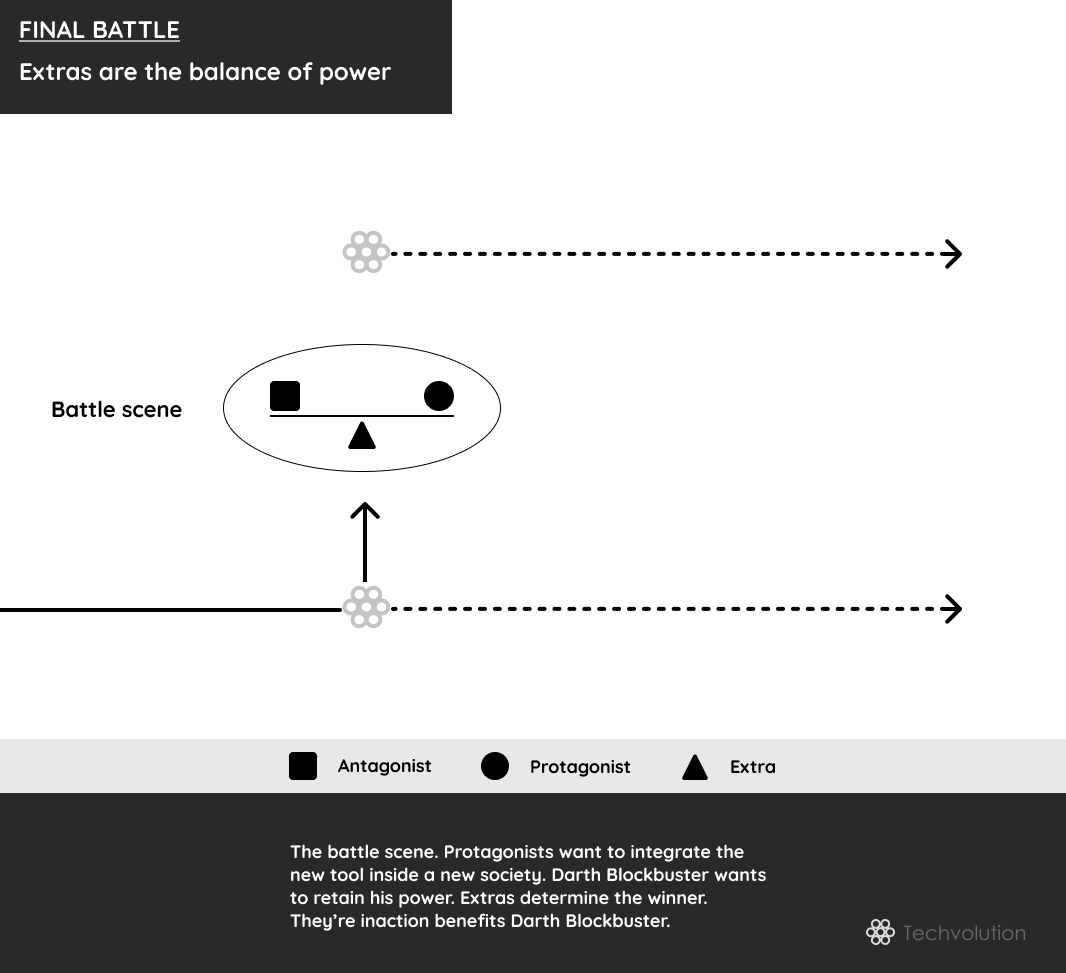 FINAL BATTLE
Extras are the balance of power
Battle scene
Antagonist
Protagonist
Extra
The battle scene. Protagonists want to integrate the
new tool inside a new society. Darth Blockbuster wants
to retain his power. Extras determine the winner.
They’re inaction benefits Darth Blockbuster.
Techvolution